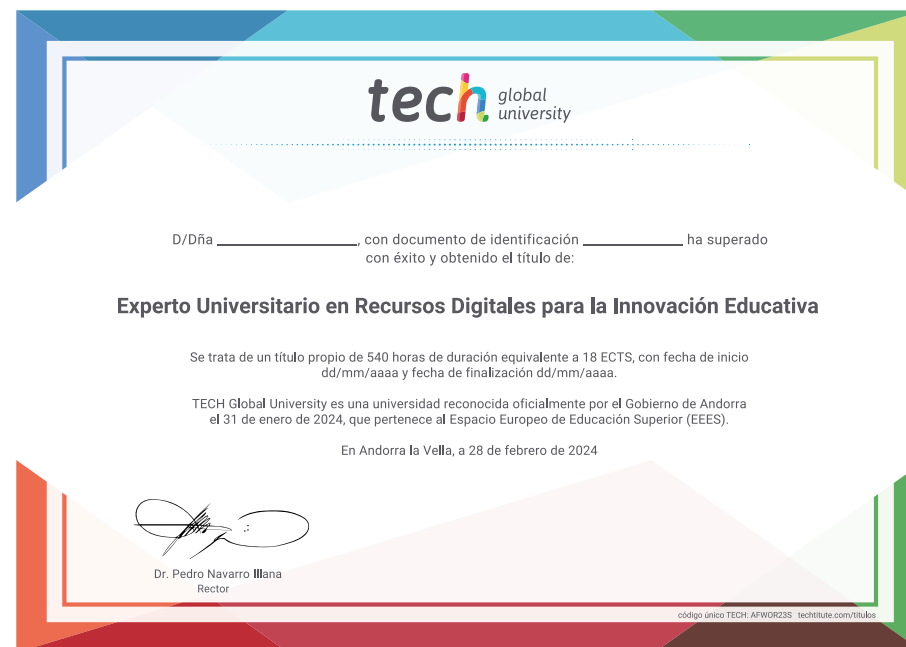 tech global
university
D/Dña ______________, con documento de identificación __________ ha superado
con éxito y obtenido el título de:
Experto Universitario en Recursos Digitales para la Innovación Educativa
Se trata de un título propio de 540 horas de duración equivalente a 18 ECTS, con fecha de inicio
dd/mm/aaaa y fecha de finalización dd/mm/aaaa.
TECH Global University es una universidad reconocida oficialmente por el Gobierno de Andorra
el 31 de enero de 2024, que pertenece al Espacio Europeo de Educación Superior (EEES).
En Andorra la Vella, a 28 de febrero de 2024
Dr. Pedro Navarro Illana
Rector
código único TECH: AFWOR23S techtitute.com/titulos